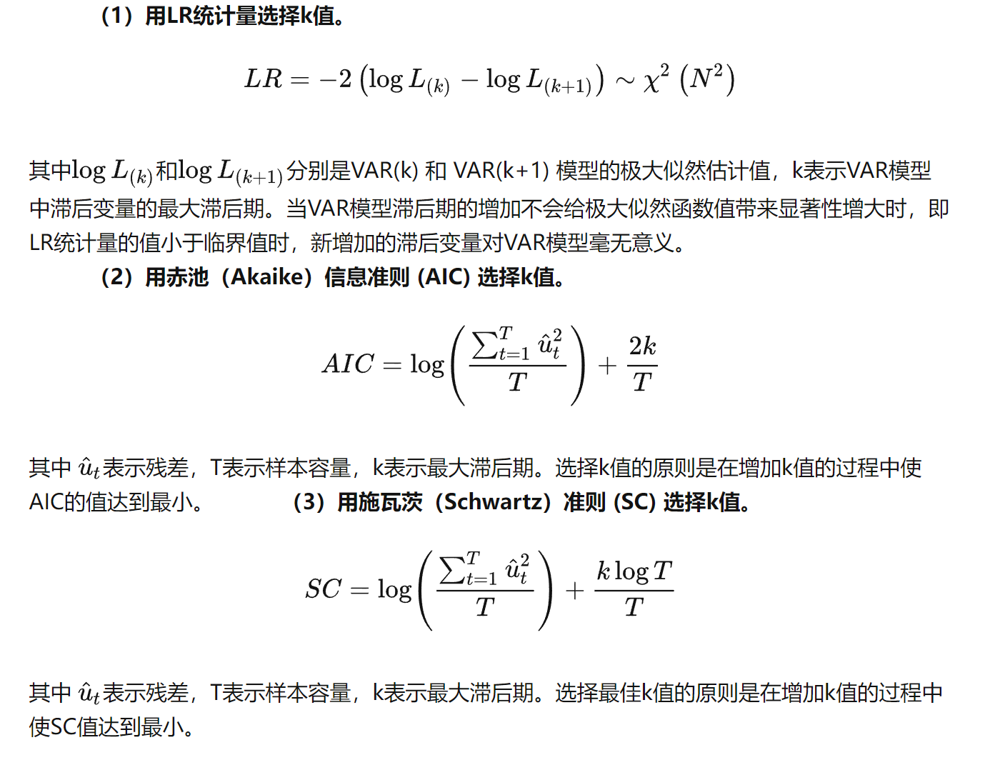 （1）用LR统计量选择k值。
$$LR = -2\left(\log L_{(k)} - \log L_{(k+1)}\right) \sim \chi^2\left(N^2\right)$$
其中$\log L_{(k)}$和$\log L_{(k+1)}$分别是VAR(k) 和 VAR(k+1) 模型的极大似然估计值，k表示VAR模型
中滞后变量的最大滞后期。当VAR模型滞后期的增加不会给极大似然函数值带来显著性增大时，即
LR统计量的值小于临界值时，新增加的滞后变量对VAR模型毫无意义。
（2）用赤池（Akaike）信息准则 (AIC) 选择k值。
$$AIC = \log\left(\frac{\sum_{t=1}^{T} \hat{u}_t^2}{T}\right) + \frac{2k}{T}$$
其中 $\hat{u}_t$表示残差，T表示样本容量，k表示最大滞后期。选择k值的原则是在增加k值的过程中使
AIC的值达到最小。 （3）用施瓦茨（Schwartz）准则 (SC) 选择k值。
$$SC = \log\left(\frac{\sum_{t=1}^{T} \hat{u}_t^2}{T}\right) + \frac{k \log T}{T}$$
其中 $\hat{u}_t$表示残差，T表示样本容量，k表示最大滞后期。选择最佳k值的原则是在增加k值的过程中
使SC值达到最小。